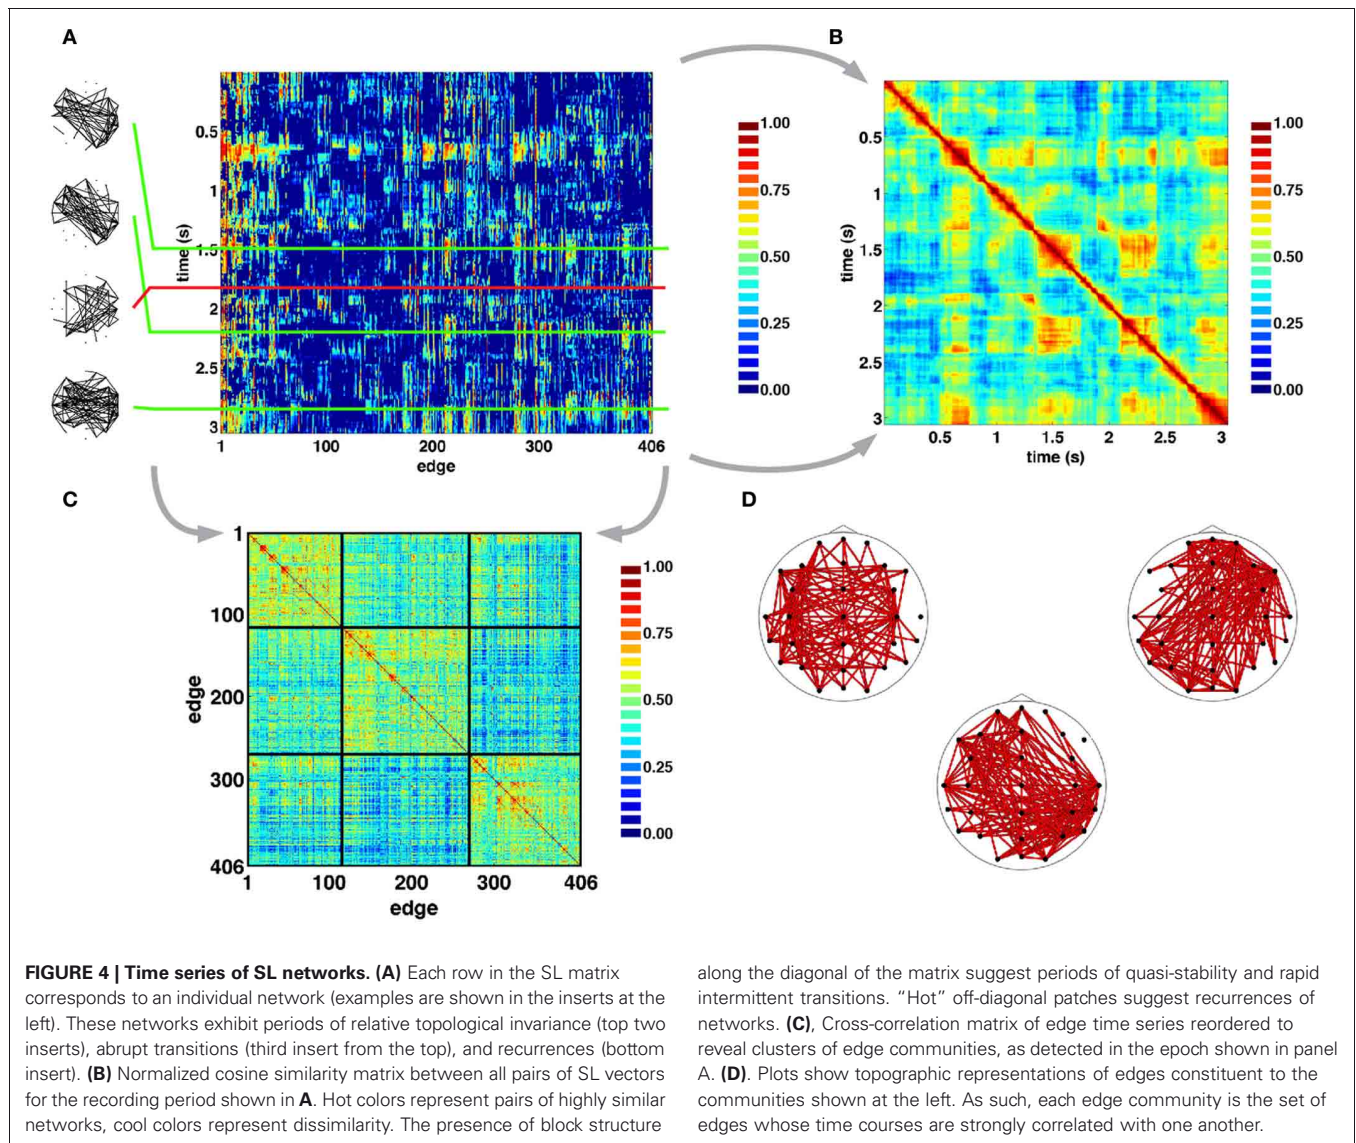 A
B
0.5
1
1.5
2
2.5
3
time (s)
1
100
200
300
406
edge
1.00
0.75
0.50
0.25
0.00
0.5
1
1.5
2
2.5
3
time (s)
0.5
1
1.5
2
2.5
3
time (s)
1.00
0.75
0.50
0.25
0.00
C
D
1
100
200
300
406
edge
1
100
200
300
406
edge
1.00
0.75
0.50
0.25
0.00
FIGURE 4 | Time series of SL networks. (A) Each row in the SL matrix
corresponds to an individual network (examples are shown in the inserts at the
left). These networks exhibit periods of relative topological invariance (top two
inserts), abrupt transitions (third insert from the top), and recurrences (bottom
insert). (B) Normalized cosine similarity matrix between all pairs of SL vectors
for the recording period shown in A. Hot colors represent pairs of highly similar
networks, cool colors represent dissimilarity. The presence of block structure
along the diagonal of the matrix suggest periods of quasi-stability and rapid
intermittent transitions. “Hot” off-diagonal patches suggest recurrences of
networks. (C), Cross-correlation matrix of edge time series reordered to
reveal clusters of edge communities, as detected in the epoch shown in panel
A. (D). Plots show topographic representations of edges constituent to the
communities shown at the left. As such, each edge community is the set of
edges whose time courses are strongly correlated with one another.